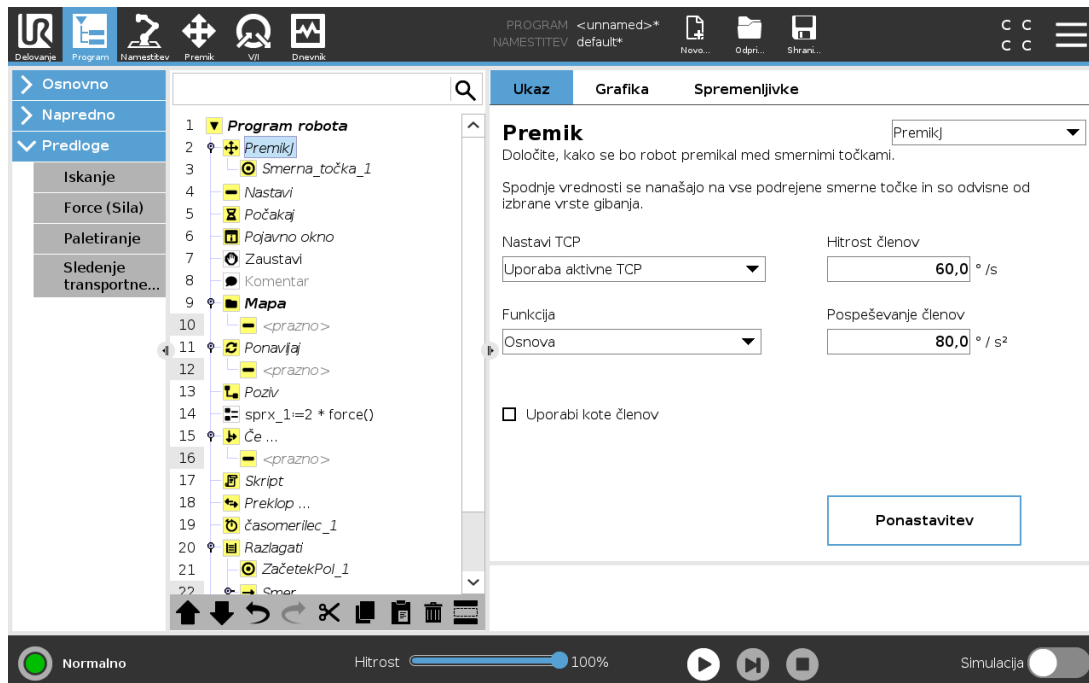 PROGRAM <unnamed>*
NAMESTITEV default*
C C
C C
Delovanje Program Namestitev Premik V/I Dnevnik Novo... Odpri... Shrani...
Osnovno
Napredno
Predloge
Iskanje
Force (Sila)
Paletiranje
Sledenje
transportne...
1 Program robota
2 PremikJ
3 Smerna_točka_1
4 Nastavi
5 Počakaj
6 Pojavno okno
7 Zaustavi
8 Komentar
9 Mapa
10 <prazno>
11 Ponavljaj
12 <prazno>
13 Poziv
14 sprx_1:=2 * force()
15 Če ...
16 <prazno>
17 Skript
18 Preklop ...
19 časomerilec_1
20 Razlagati
21 ZačetekPol_1
22 Smer
Ukaz Grafika Spremenljivke
Premik PremikJ
Določite, kako se bo robot premikal med smernimi točkami.
Spodnje vrednosti se nanašajo na vse podrejene smerne točke in so odvisne od
izbrane vrste gibanja.
Nastavi TCP Hitrost členov
Uporaba aktivne TCP 60,0 ° /s
Funkcija Pospeševanje členov
Osnova 80,0 ° / s²
Uporabi kote členov
Ponastavitev
Normalno Hitrost 100% Simulacija